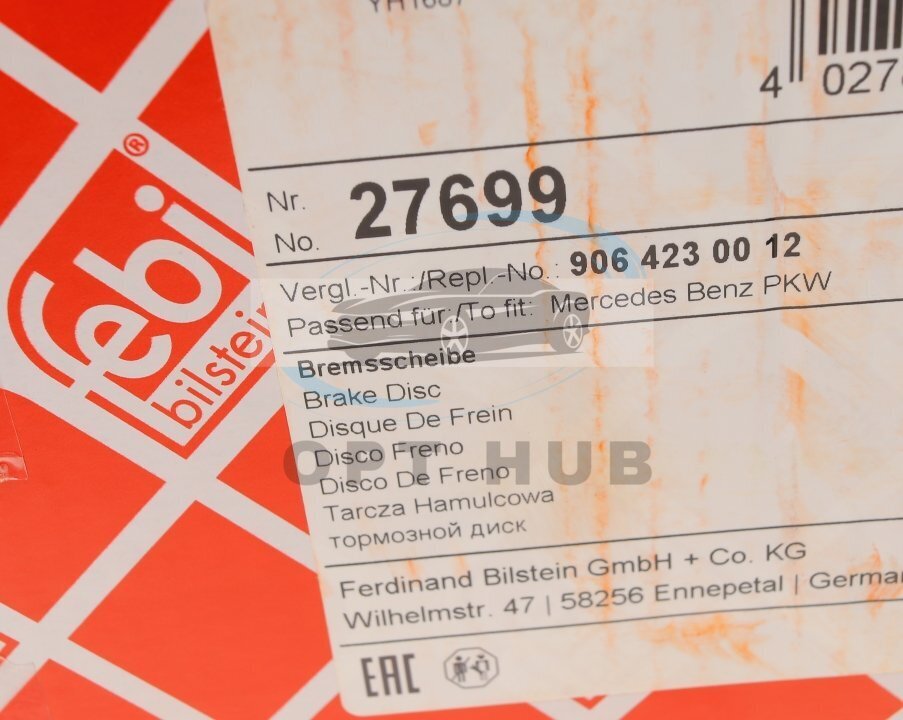 YH1687
4 027
febi®
bilstein
Nr.
No. 27699
Vergl.-Nr.:/Repl.-No.: 906 423 00 12
Passend für:/To fit: Mercedes Benz PKW
Bremsscheibe
Brake Disc
Disque De Frein
Disco Freno
Disco De Freno
OPT HUB
Tarcza Hamulcowa
тормозной диск
Ferdinand Bilstein GmbH + Co. KG
Wilhelmstr. 47 | 58256 Ennepetal | German
EAC